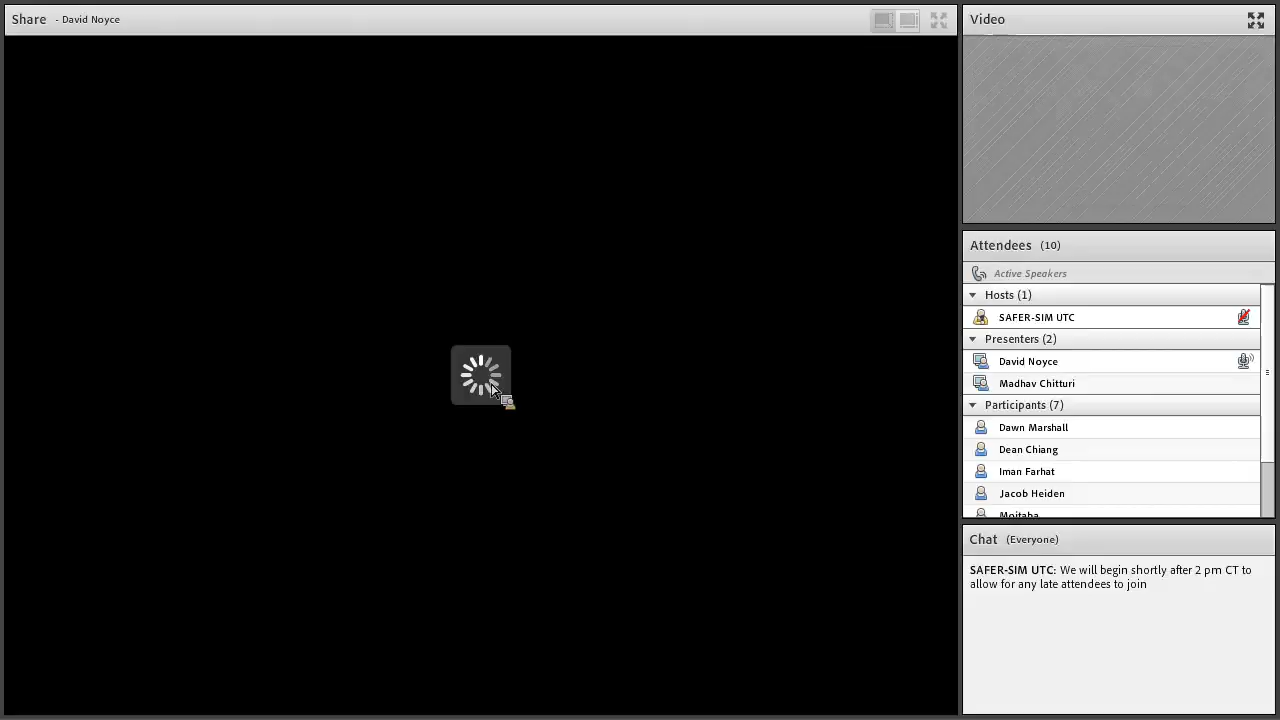 Share - David Noyce
Video
Attendees (10)
Active Speakers
Hosts (1)
SAFER-SIM UTC
Presenters (2)
David Noyce
Madhav Chitturi
Participants (7)
Dawn Marshall
Dean Chiang
Iman Farhat
Jacob Heiden
Mojtaba
Chat (Everyone)
SAFER-SIM UTC: We will begin shortly after 2 pm CT to
allow for any late attendees to join